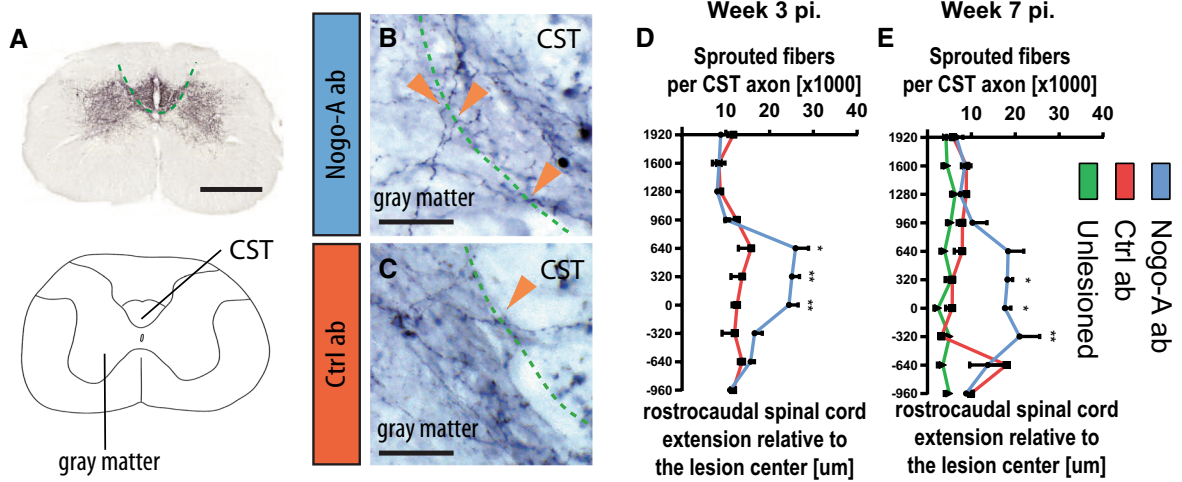 A
CST
gray matter
Nogo-A ab
Ctrl ab
B
CST
gray matter
C
CST
gray matter
Week 3 pi.
D
Sprouted fibers
per CST axon [x1000]
10 20 30 40
1920
1600
1280
960
640
320
0
-320
-640
-960
*
**
**
rostrocaudal spinal cord
extension relative to
the lesion center [um]
Week 7 pi.
E
Sprouted fibers
per CST axon [x1000]
10 20 30 40
1920
1600
1280
960
640
320
0
-320
-640
-960
*
*
**
rostrocaudal spinal cord
extension relative to
the lesion center [um]
Nogo-A ab
Ctrl ab
Unlesioned